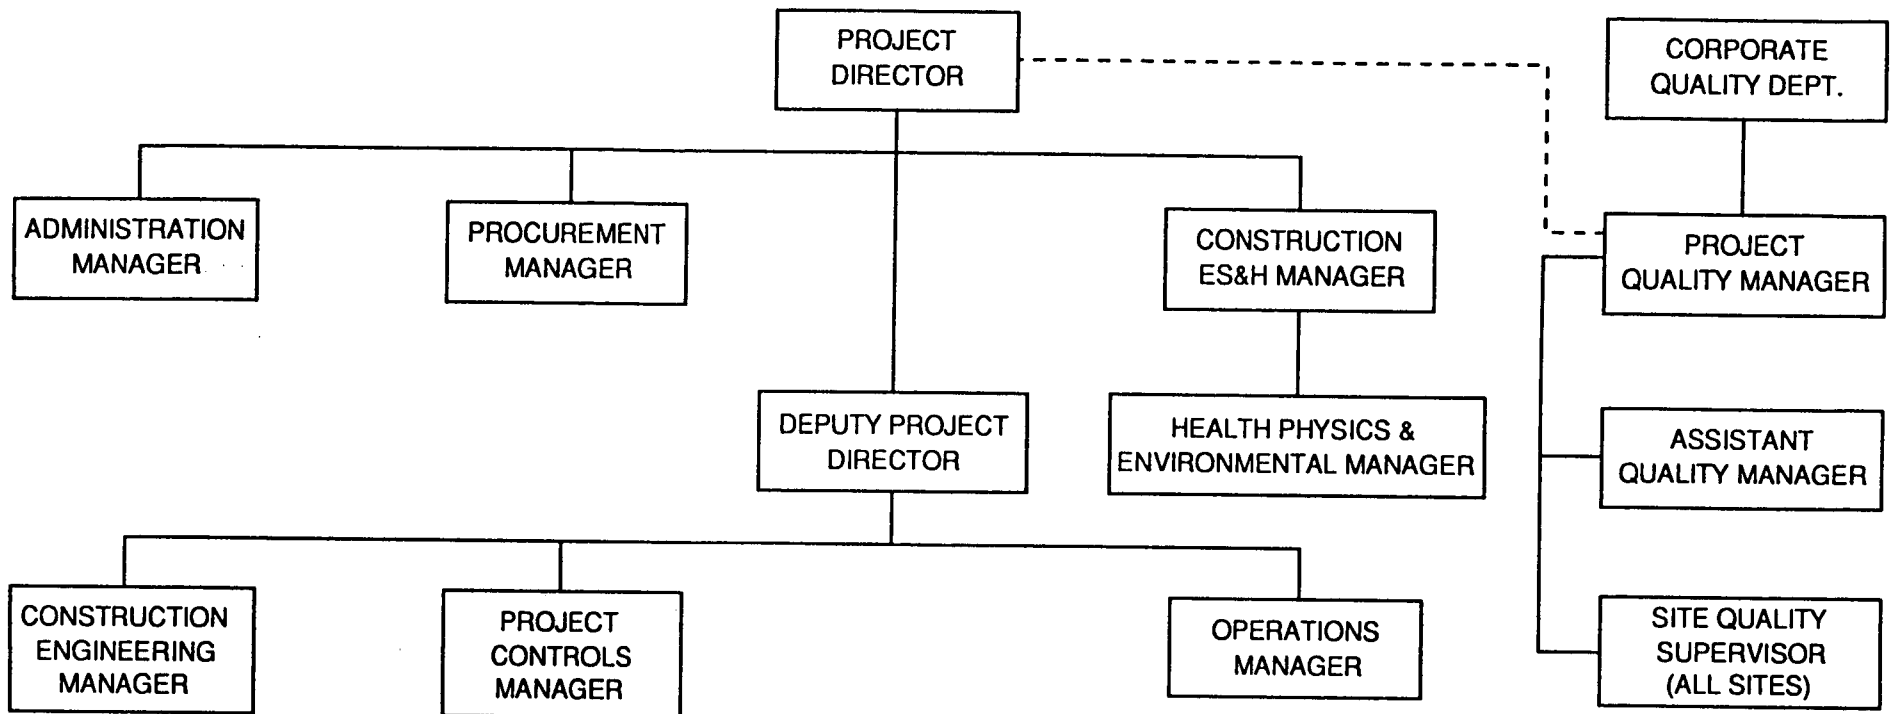 PROJECT
DIRECTOR
CORPORATE
QUALITY DEPT.
ADMINISTRATION
MANAGER
PROCUREMENT
MANAGER
CONSTRUCTION
ES&H MANAGER
PROJECT
QUALITY MANAGER
DEPUTY PROJECT
DIRECTOR
HEALTH PHYSICS &
ENVIRONMENTAL MANAGER
ASSISTANT
QUALITY MANAGER
CONSTRUCTION
ENGINEERING
MANAGER
PROJECT
CONTROLS
MANAGER
OPERATIONS
MANAGER
SITE QUALITY
SUPERVISOR
(ALL SITES)